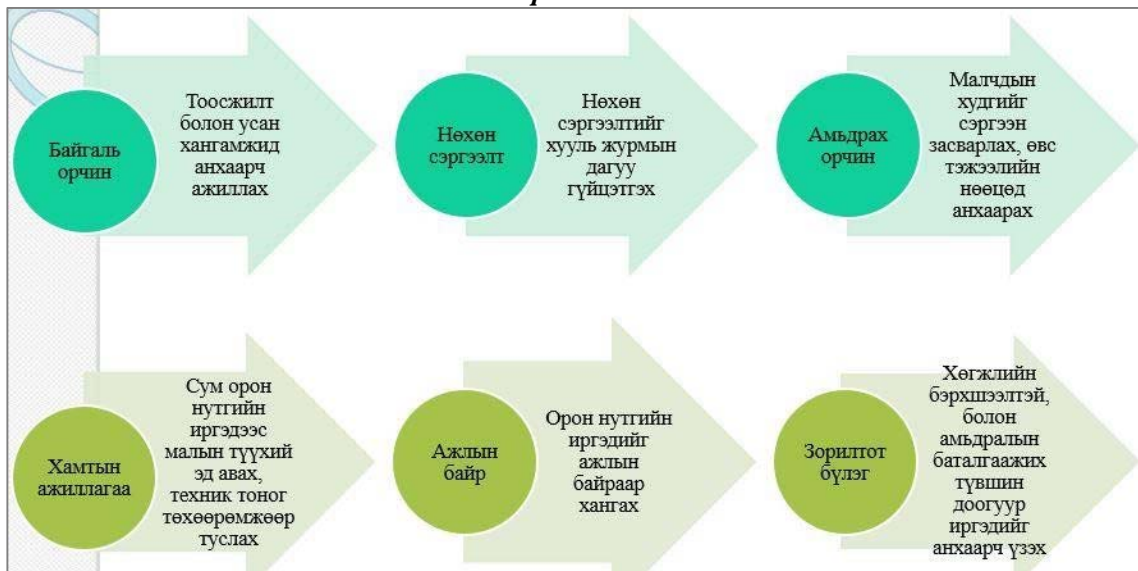 Байгаль
орчин
Тоосжилт
болон усан
хангамжид
анхаарч
ажиллах
Нөхөн
сэргээлт
Нөхөн
сэргээлтийг
хууль журмын
дагуу
гүйцэтгэх
Амьдрах
орчин
Малчдын
худгийг
сэргээн
засварлах, өвс
тэжээлийн
нөөцөд
анхаарах
Хамтын
ажиллагаа
Сум орон
нутгийн
иргэдээс
малын түүхий
эд авах,
техник тоног
төхөөрөмжөөр
туслах
Ажлын
байр
Орон нутгийн
иргэдийг
ажлын
байраар
хангах
Зорилтот
бүлэг
Хөгжлийн
бэрхшээлтэй,
болон
амьдралын
баталгаажих
түвшин
доогуур
иргэдийг
анхаарч үзэх